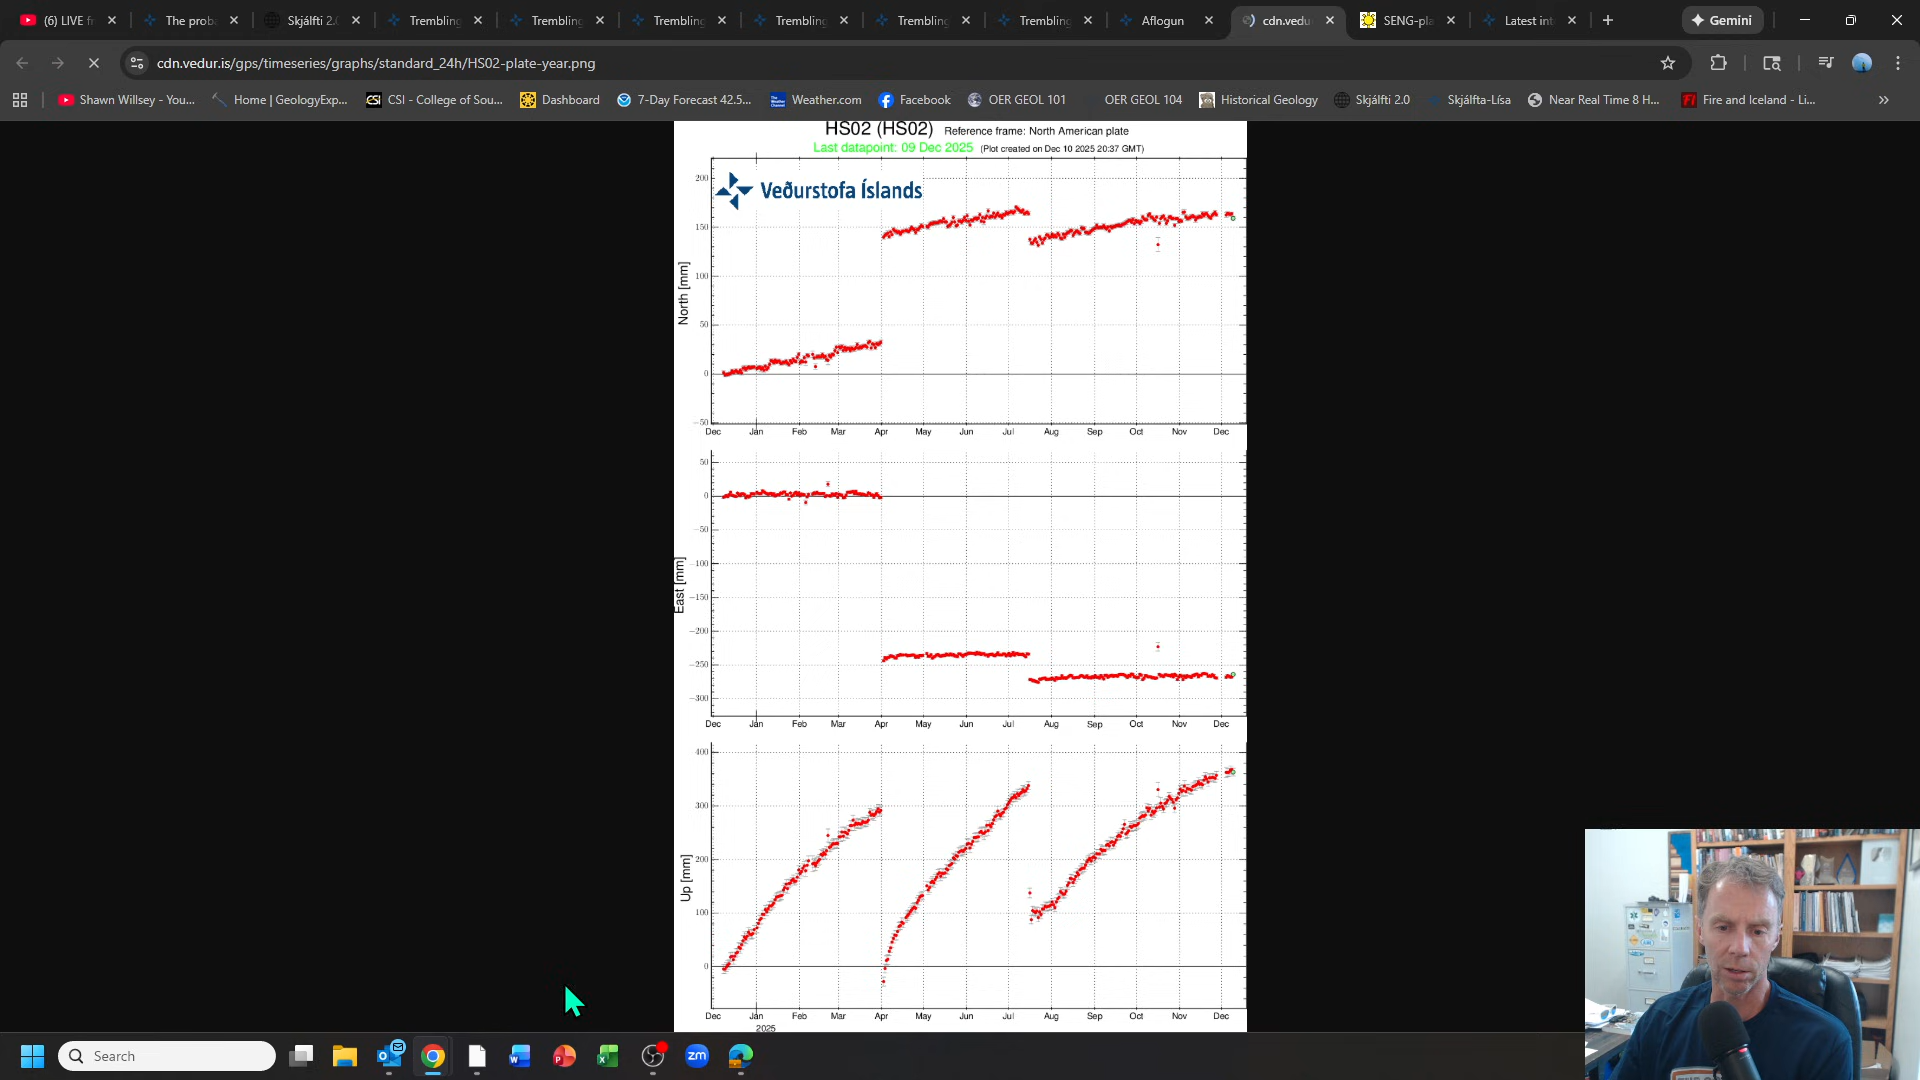 (6) LIVE f
The prob
Skjálfti 2.
Trembling
Trembling
Trembling
Trembling
Trembling
Trembling
Aflogun
cdn.vedu
SENG-pla
Latest int
Gemini
cdn.vedur.is/gps/timeseries/graphs/standard_24h/HS02-plate-year.png
Shawn Willsey - You...
Home | GeologyExp...
CSI - College of Sou...
Dashboard
7-Day Forecast 42.5...
Weather.com
Facebook
OER GEOL 101
OER GEOL 104
Historical Geology
Skjálfti 2.0
Skjálfta-Lísa
Near Real Time 8 H...
Fire and Iceland - Li...
HS02 (HS02) Reference frame: North American plate
Last datapoint: 09 Dec 2025 (Plot created on Dec 10 2025 20:37 GMT)
Veðurstofa Íslands
North [mm]
200
150
100
50
0
−50
Dec Jan Feb Mar Apr May Jun Jul Aug Sep Oct Nov Dec
East [mm]
50
0
−50
−100
−150
−200
−250
−300
Dec Jan Feb Mar Apr May Jun Jul Aug Sep Oct Nov Dec
Up [mm]
400
300
200
100
0
Dec Jan Feb Mar Apr May Jun Jul Aug Sep Oct Nov Dec
2025
Search
zm